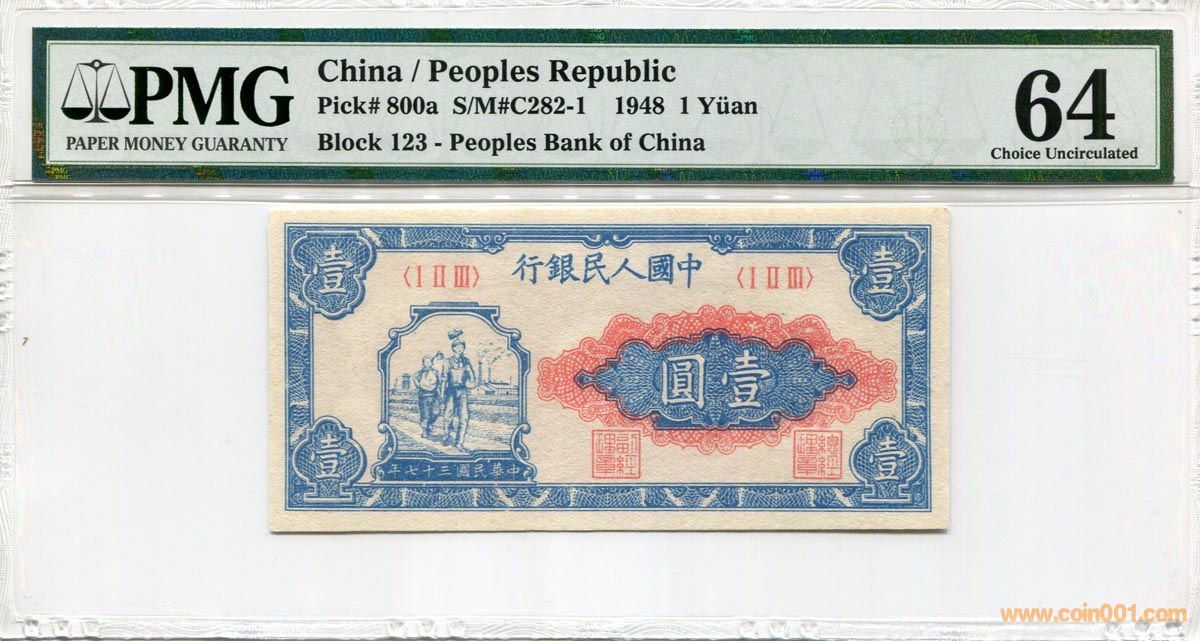 PMG
PAPER MONEY GUARANTY
China / Peoples Republic
Pick# 800a S/M#C282-1 1948 1 Yüan
Block 123 - Peoples Bank of China
64
Choice Uncirculated
PMG
PMG
壹
〈I II III〉
行銀民人國中
〈I II III〉
壹
圓壹
壹
年七十三國民華中
壹
www.coin001.com